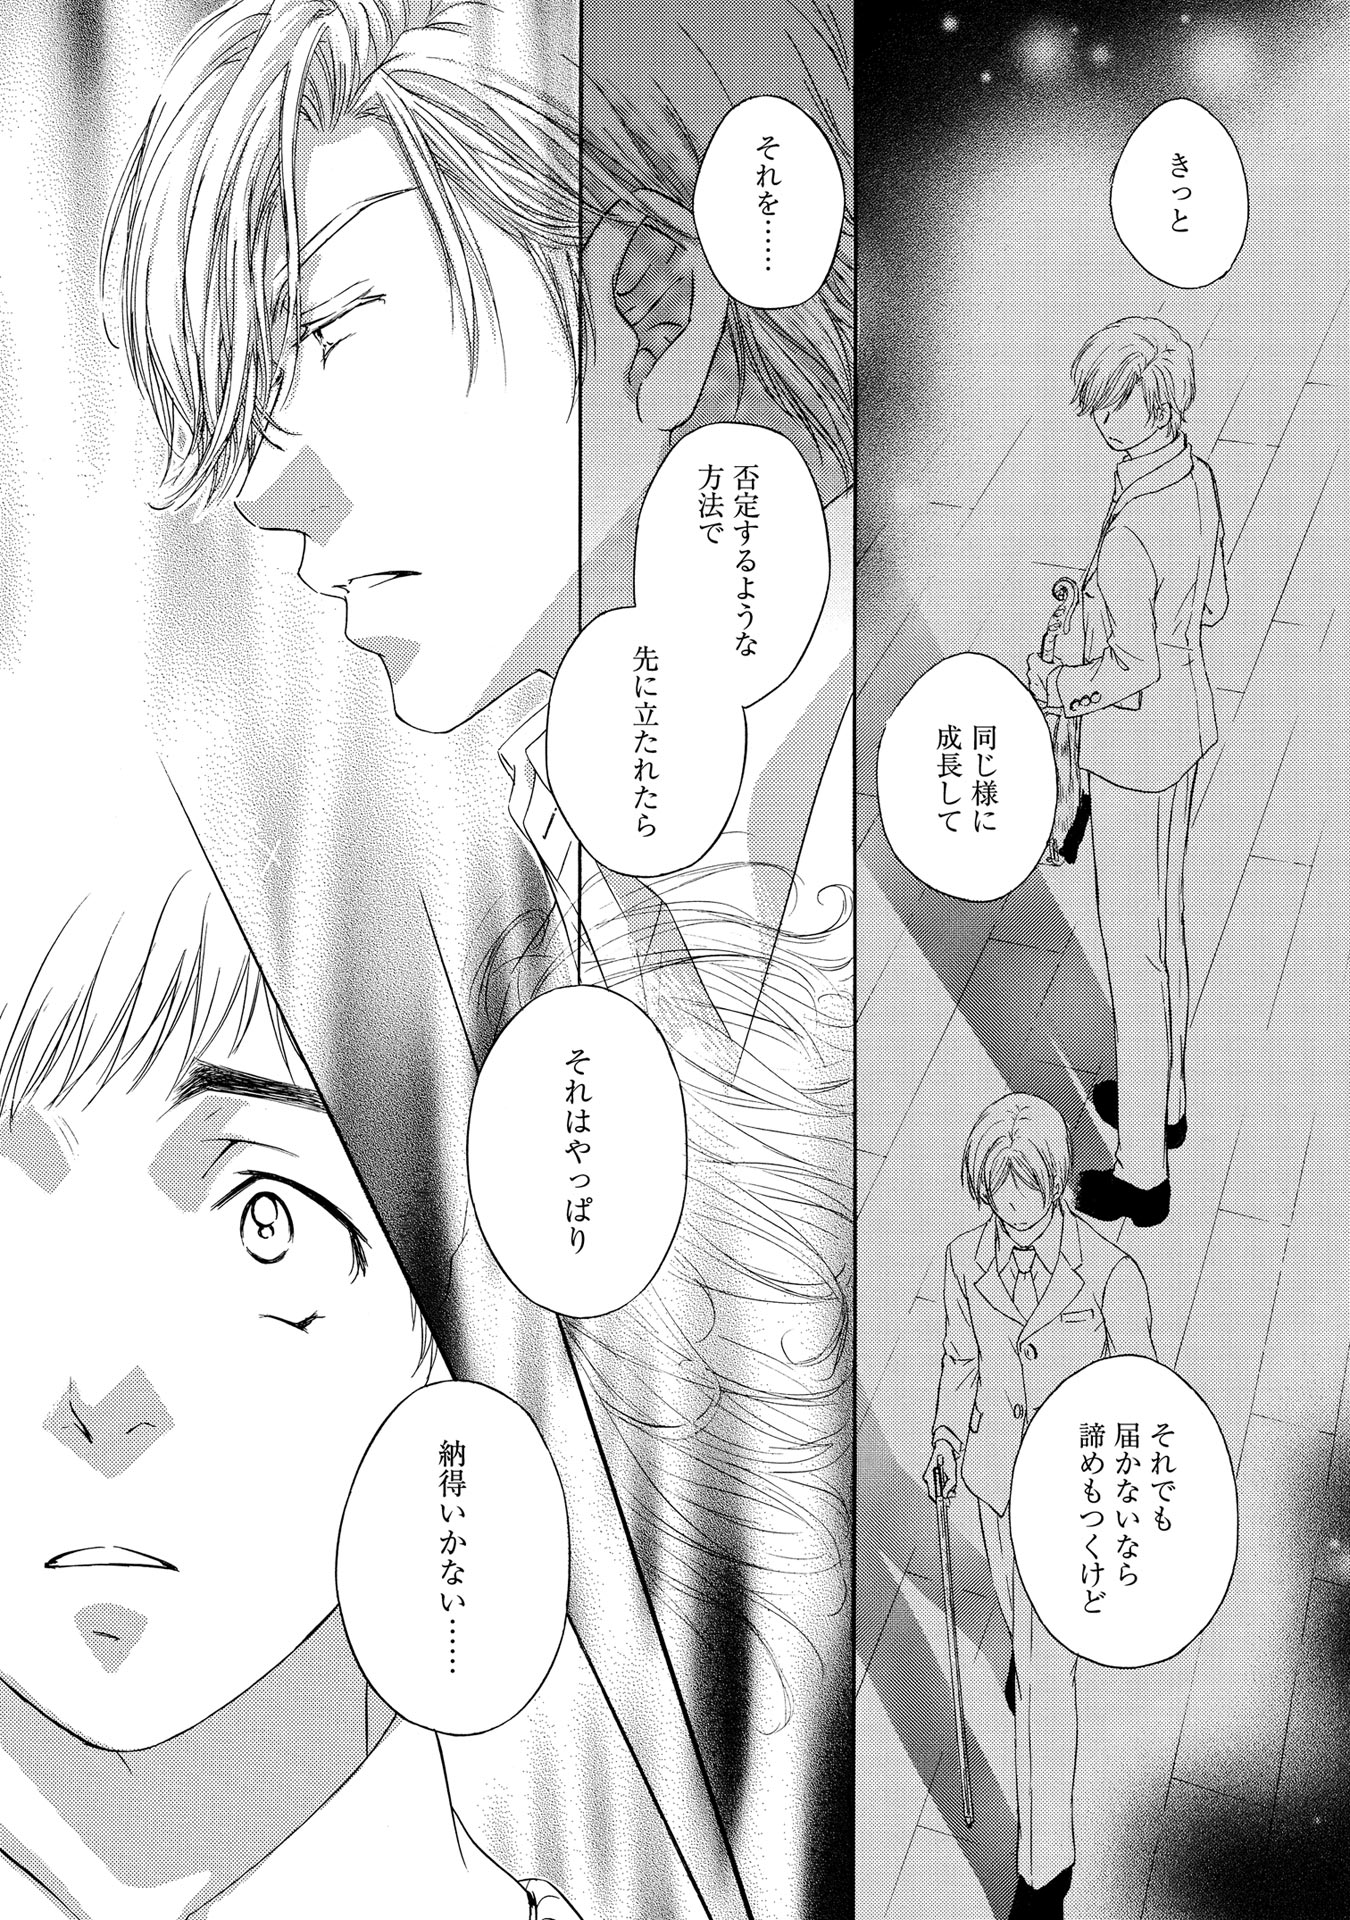 きっと
同じ様に
成長して
それでも
届かないなら
諦めもつくけど
それを……
否定するような
方法で
先に立たれたら
それはやっぱり
納得いかない……